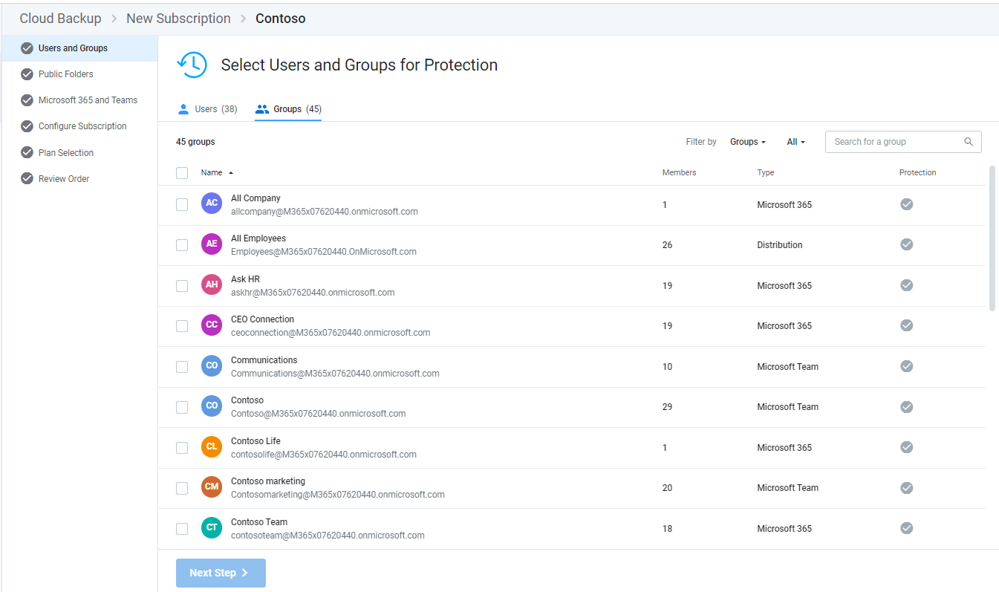 Cloud Backup > New Subscription > Contoso
Users and Groups
Public Folders
Microsoft 365 and Teams
Configure Subscription
Plan Selection
Review Order
Select Users and Groups for Protection
Users (38) Groups (45)
45 groups Filter by Groups All Search for a group
Name Members Type Protection
AC All Company
allcompany@M365x07620440.onmicrosoft.com
1 Microsoft 365
AE All Employees
Employees@M365x07620440.OnMicrosoft.com
26 Distribution
AH Ask HR
askhr@M365x07620440.onmicrosoft.com
19 Microsoft 365
CC CEO Connection
ceoconnection@M365x07620440.onmicrosoft.com
19 Microsoft 365
CO Communications
Communications@M365x07620440.onmicrosoft.com
10 Microsoft Team
CO Contoso
Contoso@M365x07620440.onmicrosoft.com
29 Microsoft Team
CL Contoso Life
contosolife@M365x07620440.onmicrosoft.com
1 Microsoft 365
CM Contoso marketing
Contosomarketing@M365x07620440.onmicrosoft.com
20 Microsoft Team
CT Contoso Team
contosoteam@M365x07620440.onmicrosoft.com
18 Microsoft 365
Next Step